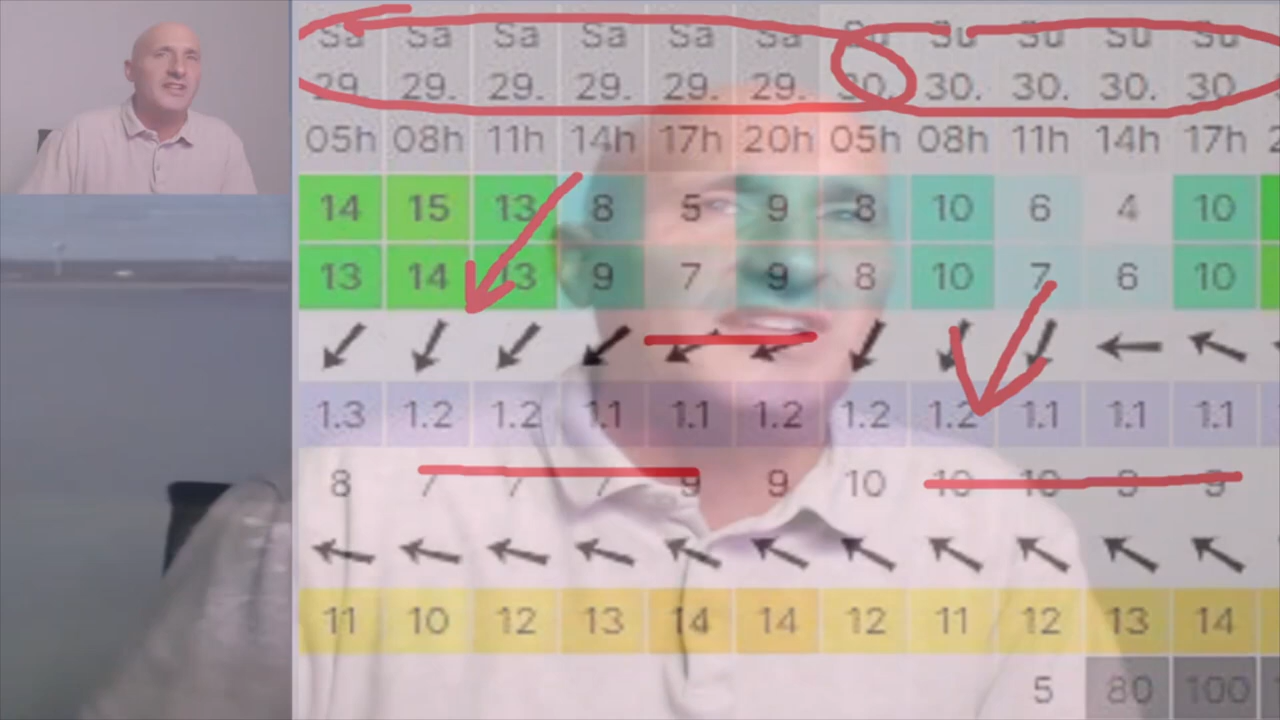 Sa Sa Sa Sa Sa Sa Su Su Su Su Su
29. 29. 29. 29. 29. 29. 30. 30. 30. 30. 30.
05h 08h 11h 14h 17h 20h 05h 08h 11h 14h 17h
14 15 13 8 5 9 8 10 6 4 10
13 14 13 9 7 9 8 10 7 6 10
1.3 1.2 1.2 1.1 1.1 1.2 1.2 1.2 1.1 1.1 1.1
8 7 7 7 9 9 10 10 10 9 9
11 10 12 13 14 14 12 11 12 13 14
5 80 100